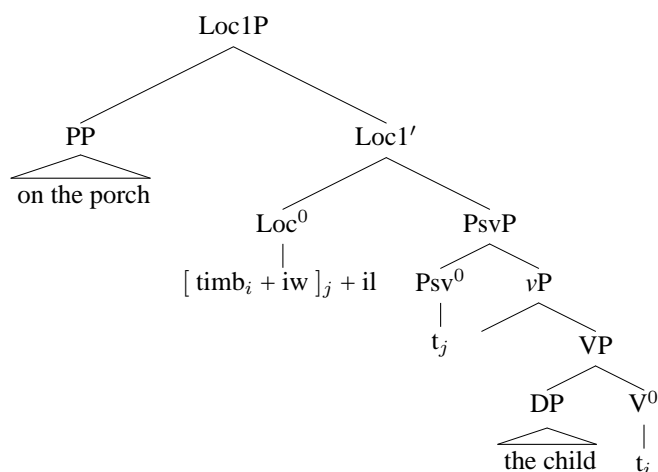 Loc1P
PP Loc1′
on the porch Loc⁰ PsvP
[ timbᵢ + iw ]ⱼ + il Psv⁰ vP
tⱼ VP
DP V⁰
the child tᵢ